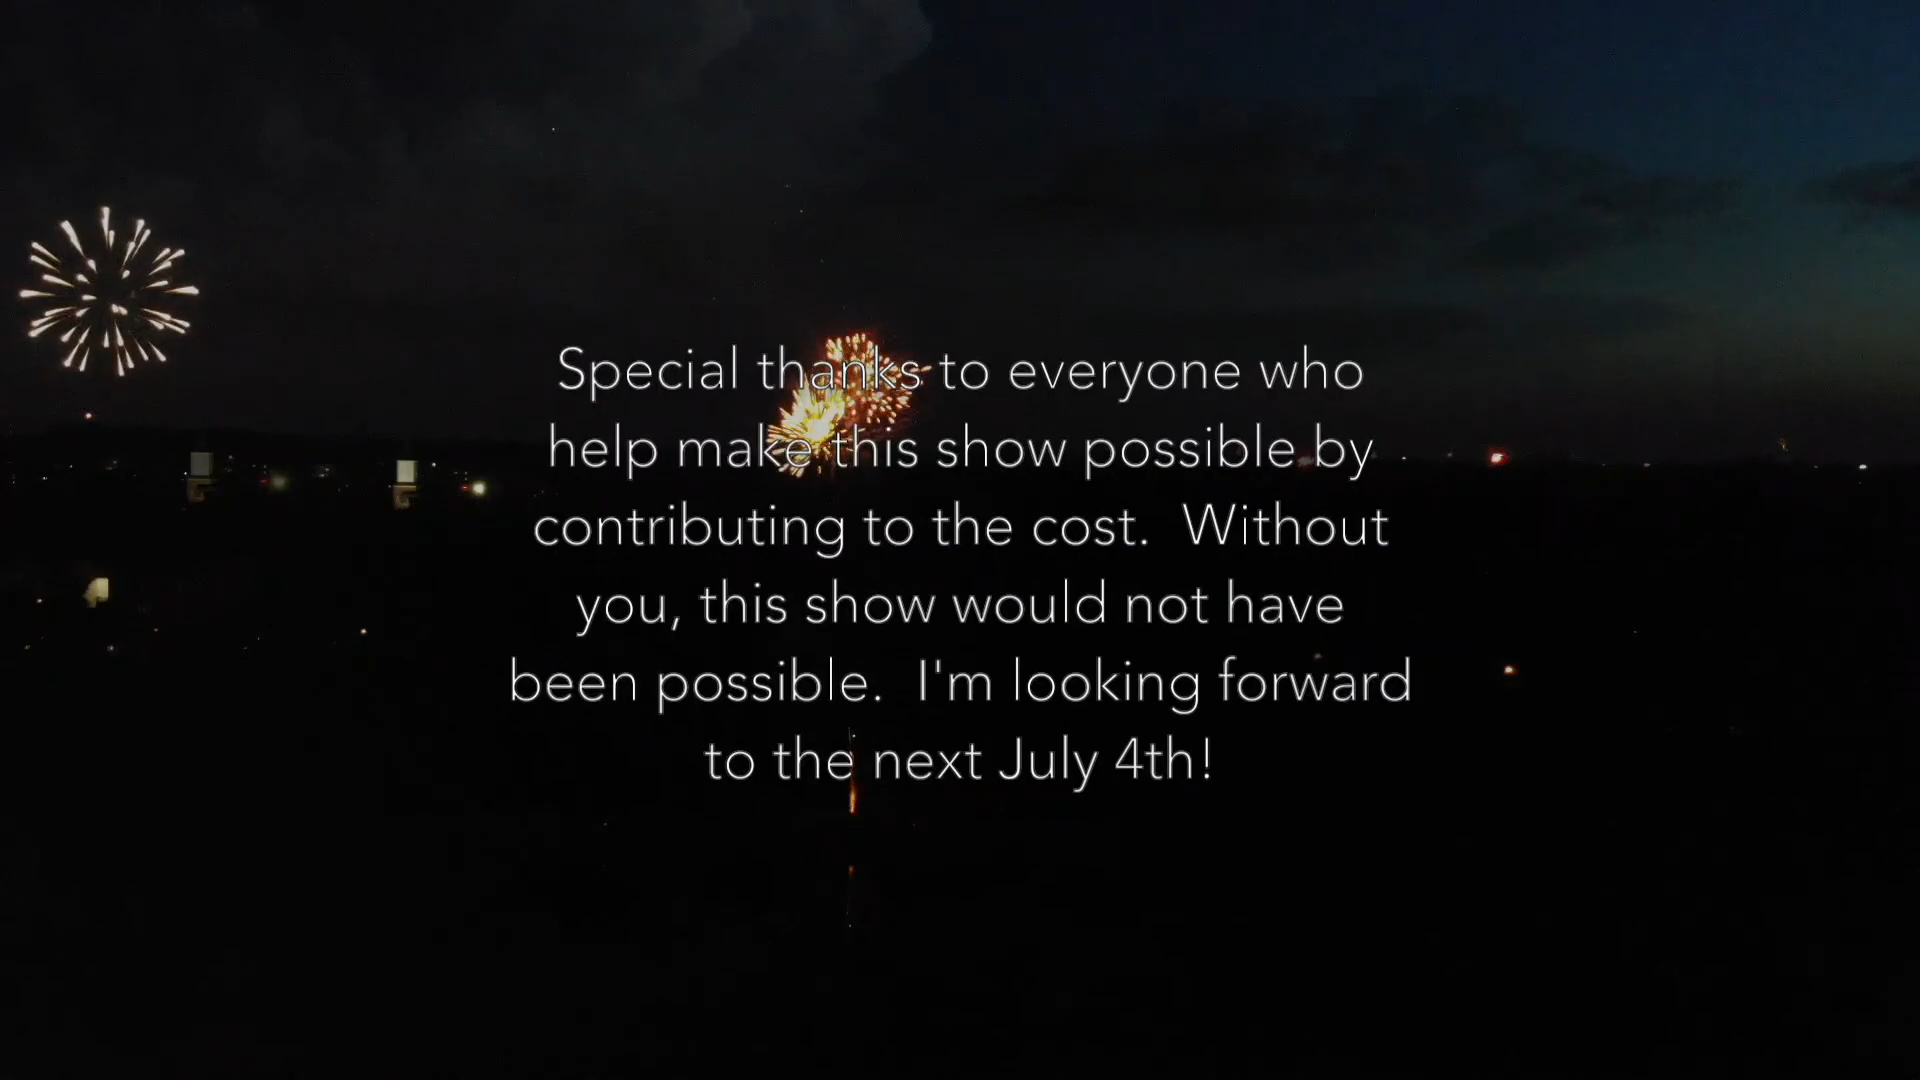 Special thanks to everyone who
help make this show possible by
contributing to the cost.  Without
you, this show would not have
been possible.  I'm looking forward
to the next July 4th!